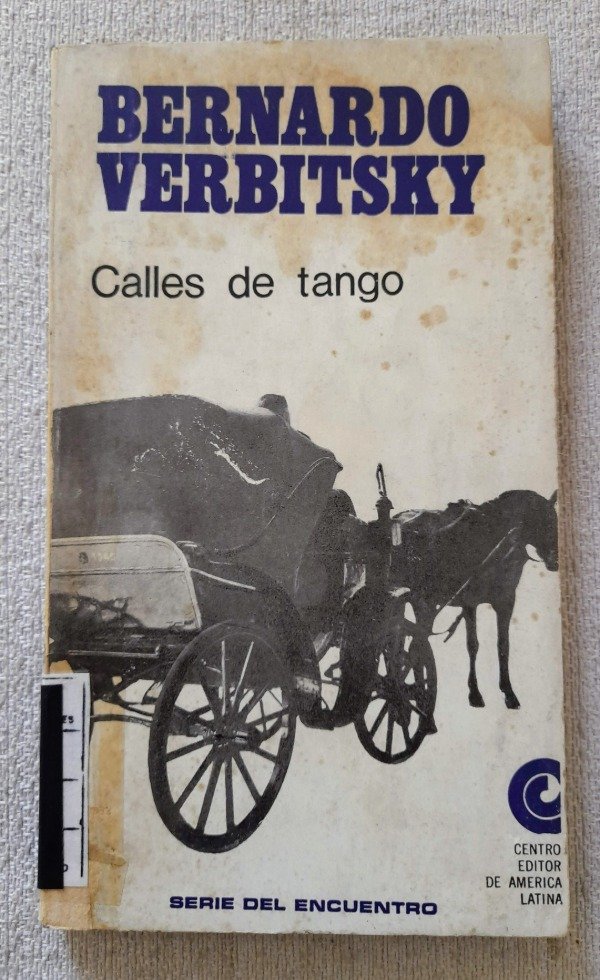 BERNARDO
VERBITSKY
Calles de tango
CENTRO
EDITOR
DE AMERICA
LATINA
SERIE DEL ENCUENTRO